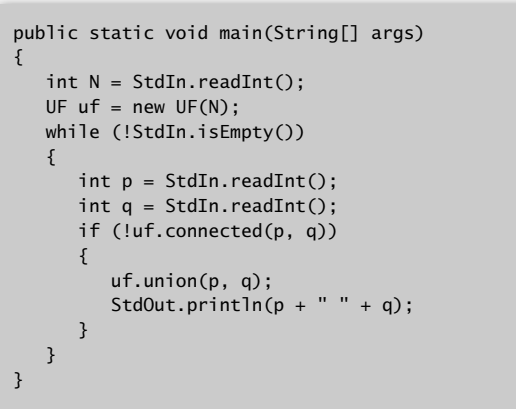 public static void main(String[] args)
{
   int N = StdIn.readInt();
   UF uf = new UF(N);
   while (!StdIn.isEmpty())
   {
      int p = StdIn.readInt();
      int q = StdIn.readInt();
      if (!uf.connected(p, q))
      {
         uf.union(p, q);
         StdOut.println(p + " " + q);
      }
   }
}